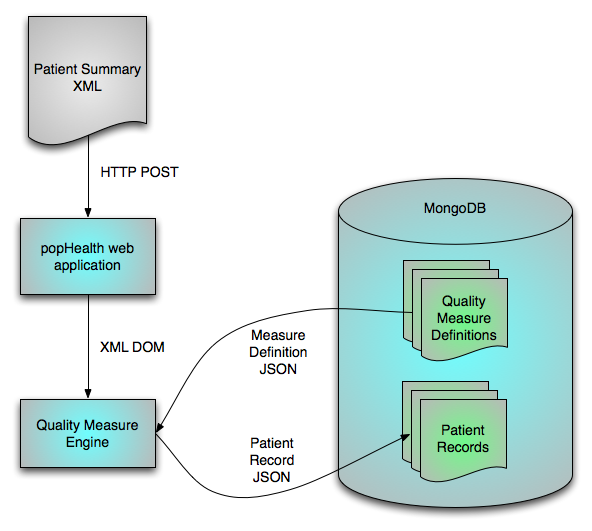 Patient Summary
XML
HTTP POST
popHealth web
application
XML DOM
Quality Measure
Engine
MongoDB
Quality
Measure
Definitions
Measure
Definition
JSON
Patient
Record
JSON
Patient
Records